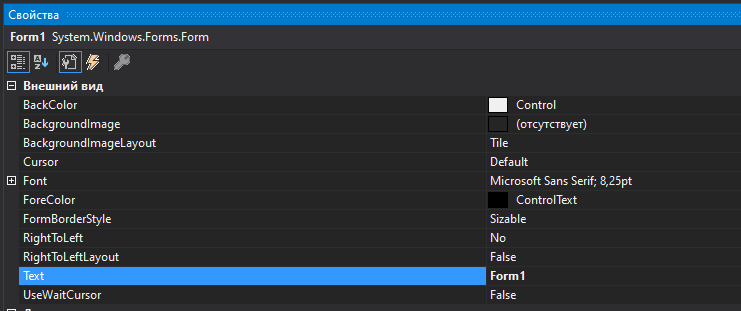 Свойства
Form1 System.Windows.Forms.Form
Внешний вид
BackColor Control
BackgroundImage (отсутствует)
BackgroundImageLayout Tile
Cursor Default
Font Microsoft Sans Serif; 8,25pt
ForeColor ControlText
FormBorderStyle Sizable
RightToLeft No
RightToLeftLayout False
Text Form1
UseWaitCursor False